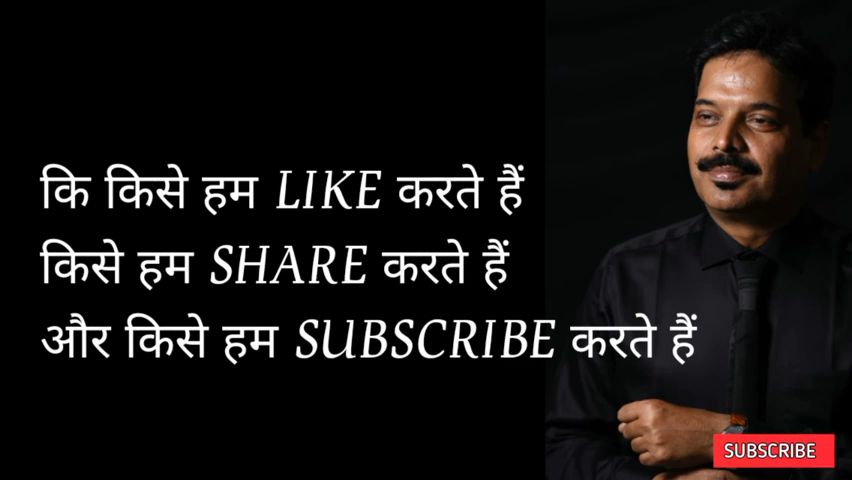 कि किसे हम LIKE करते हैं
किसे हम SHARE करते हैं
और किसे हम SUBSCRIBE करते हैं
SUBSCRIBE